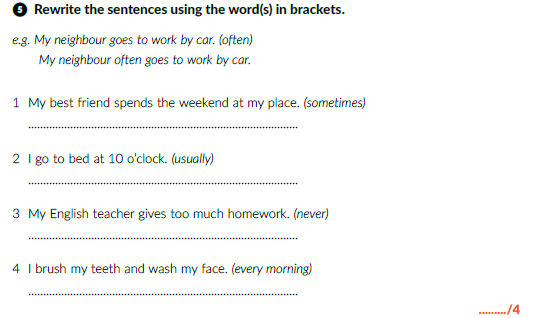 5 Rewrite the sentences using the word(s) in brackets.
e.g. My neighbour goes to work by car. (often)
My neighbour often goes to work by car.
1 My best friend spends the weekend at my place. (sometimes)
..........................................................................................
2 I go to bed at 10 o'clock. (usually)
..........................................................................................
3 My English teacher gives too much homework. (never)
..........................................................................................
4 I brush my teeth and wash my face. (every morning)
..........................................................................................
........./4